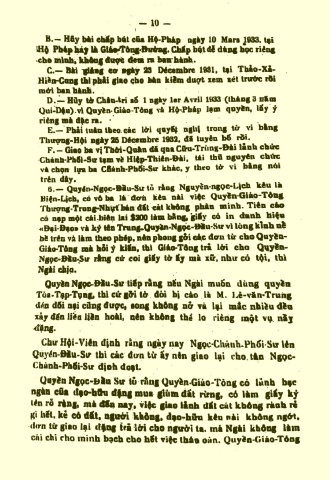 — 10 —
B.— Hủy bài chấp bút của Hộ-Pháp ngày 10 Mars 1933. tại
Hộ Pháp hay là Giáo-Tông-Đường. Chấp bút để dùng học riêng
cho mình, không được đem ra ban hành.
C.— Bài giáng cơ ngày 23 Décembre 1931, tại Thảo-Xá-
Hiền-Cung thì phải giao cho ban kiểm duyệt xem xét trước rồi
mới ban hành.
D.— Hủy tờ Châu-tri số 1 ngày 1er Avril 1933 (tháng 3 năm
Quí-Dậu) vì Quyền-Giáo-Tông và Hộ-Pháp lạm quyền, lấy ý
riêng mà đặc ra.
E.— Phải tuân theo các lời quyết nghị trong tờ vi bằng
Thượng-Hội ngày 25 Décembre 1932, đã tuyên bố rồi.
F.— Giao ba vị Thời-Quân đã qua Cửu-Trùng-Đài lãnh chức
Chánh-Phối-Sư tạm về Hiệp-Thiên-Đài, tái thủ nguyên chức
và chọn lựa ba Chánh-Phối-Sư khác, y theo tờ vi bằng nói
trên đây.
6.— Quyền-Ngọc-Đầu-Sư tỏ rằng Nguyễn-ngọc-Lịch kêu là
Biện-Lịch, có vô ba lá đơn kêu nài việc Quyền-Giáo-Tông
Thượng-Trung-Nhựt bán đất cát không phân minh. Tiên cáo
có nạp một cái biên lai $300 làm bằng, giấy có in danh hiệu
«Đại-Đạo» và ký tên Trung. Quyền-Ngọc-Đầu-Sư vì lòng kỉnh nể
bề trên và làm theo phép, nên phong gởi các đơn từ cho Quyền-
Giáo-Tông mà hỏi ý kiến, thì Giáo-Tông trả lời cho Quyền-
Ngọc-Đầu-Sư rằng cứ coi giấy tờ ấy mà xử, như có tội, thì
Ngài chịu.
Quyền Ngọc-Đầu-Sư tiếp rằng nếu Ngài muốn dùng quyền
Tòa-Tạp-Tụng, thì cứ gởi tờ đòi bị cáo là M. Lê-văn-Trung
đến đối nại cũng được, song không nở và lại mắc nhiều đều
xảy đến liên liên hoài, nên không thể lo riêng một vụ nầy
đặng.
Chư Hội-Viên định rằng ngày nay Ngọc-Chánh-Phối-Sư lên
Quyền-Đầu-Sư thì các đơn từ ấy nên giao lại cho tân Ngọc-
Chánh-Phối-Sư định đoạt.
Quyền Ngọc-Đầu Sư tỏ rằng Quyền-Giáo-Tông có lãnh bạc
ngàn của đạo-hữu đặng mua giùm đất rừng, có làm giấy ký
tên rõ ràng, mà đến nay, việc giao lãnh đất cát không rành rẽ
gì hết, kẻ có đất, người không, đạo-hữu kêu nài không ngớt,
đơn từ giao lại đặng trả lời cho người ta. mà Ngài không làm
cái chi cho minh bạch cho hết việc thán oán. Quyền-Giáo-Tông